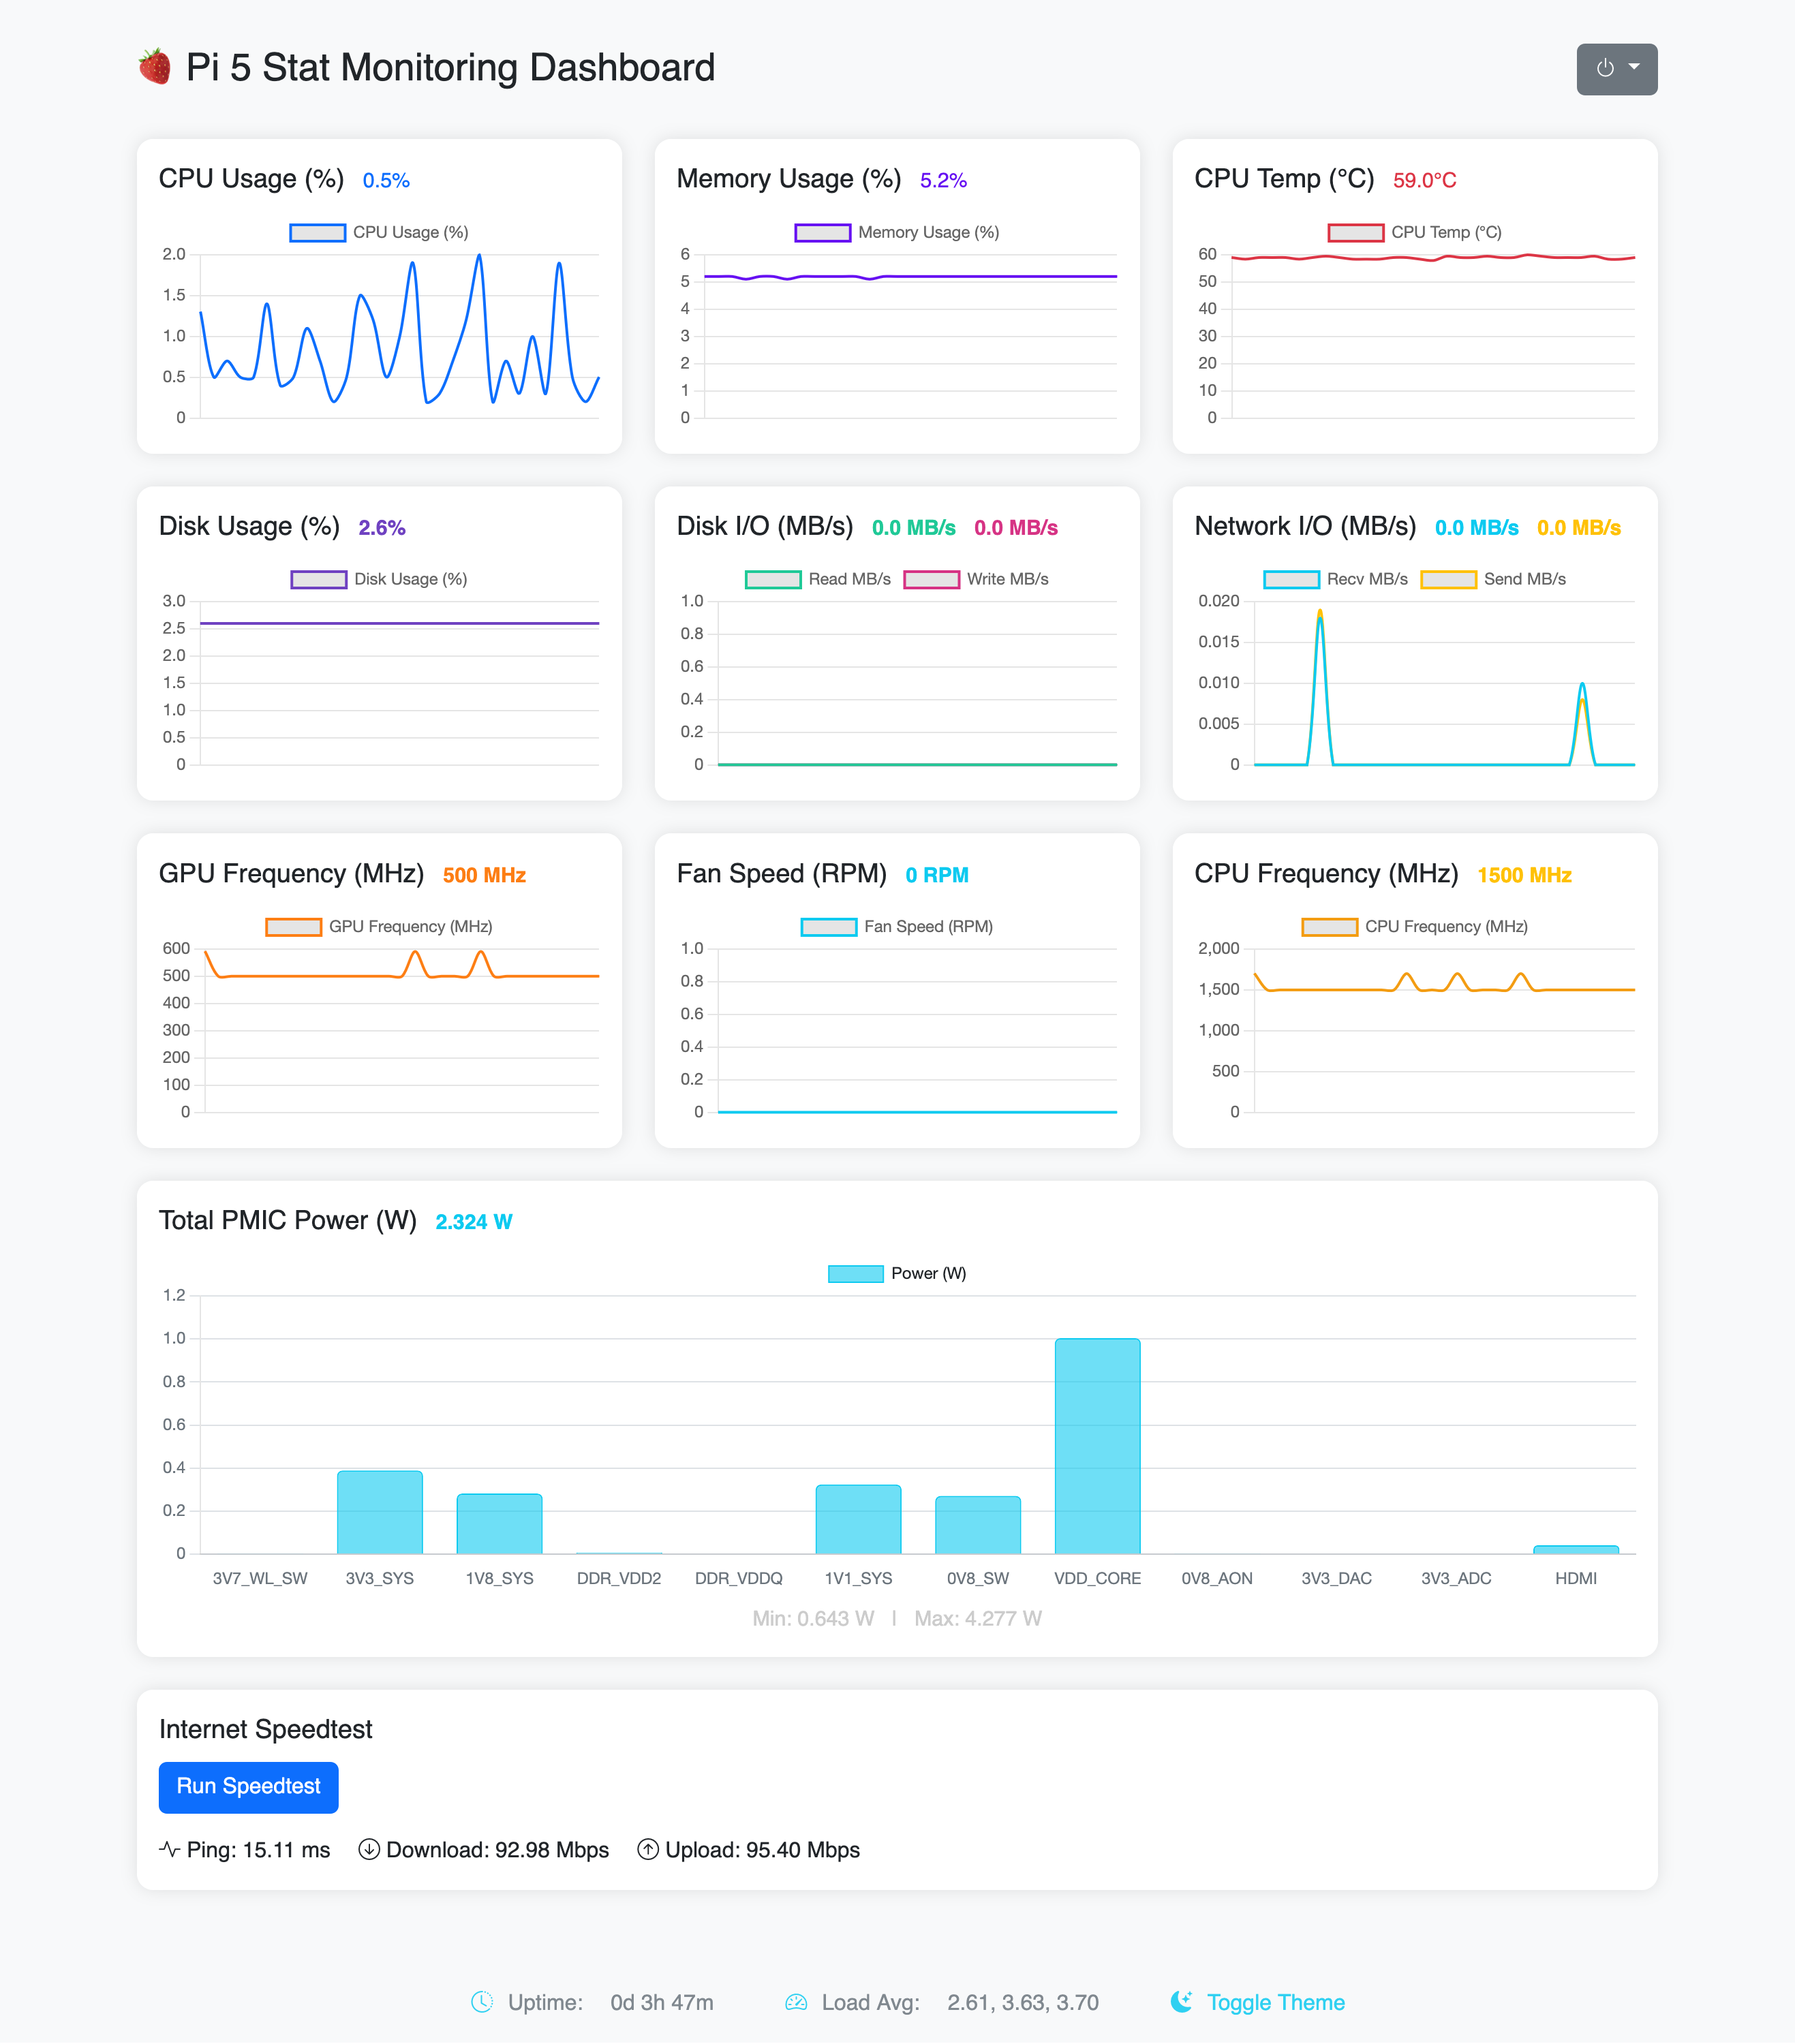 Pi 5 Stat Monitoring Dashboard
CPU Usage (%) 0.5%
CPU Usage (%)
2.0
1.5
1.0
0.5
0
Memory Usage (%) 5.2%
Memory Usage (%)
6
5
4
3
2
1
0
CPU Temp (°C) 59.0°C
CPU Temp (°C)
60
50
40
30
20
10
0
Disk Usage (%) 2.6%
Disk Usage (%)
3.0
2.5
2.0
1.5
1.0
0.5
0
Disk I/O (MB/s) 0.0 MB/s 0.0 MB/s
Read MB/s Write MB/s
1.0
0.8
0.6
0.4
0.2
0
Network I/O (MB/s) 0.0 MB/s 0.0 MB/s
Recv MB/s Send MB/s
0.020
0.015
0.010
0.005
0
GPU Frequency (MHz) 500 MHz
GPU Frequency (MHz)
600
500
400
300
200
100
0
Fan Speed (RPM) 0 RPM
Fan Speed (RPM)
1.0
0.8
0.6
0.4
0.2
0
CPU Frequency (MHz) 1500 MHz
CPU Frequency (MHz)
2,000
1,500
1,000
500
0
Total PMIC Power (W) 2.324 W
Power (W)
1.2
1.0
0.8
0.6
0.4
0.2
0
3V7_WL_SW 3V3_SYS 1V8_SYS DDR_VDD2 DDR_VDDQ 1V1_SYS 0V8_SW VDD_CORE 0V8_AON 3V3_DAC 3V3_ADC HDMI
Min: 0.643 W | Max: 4.277 W
Internet Speedtest
Run Speedtest
Ping: 15.11 ms Download: 92.98 Mbps Upload: 95.40 Mbps
Uptime: 0d 3h 47m Load Avg: 2.61, 3.63, 3.70 Toggle Theme